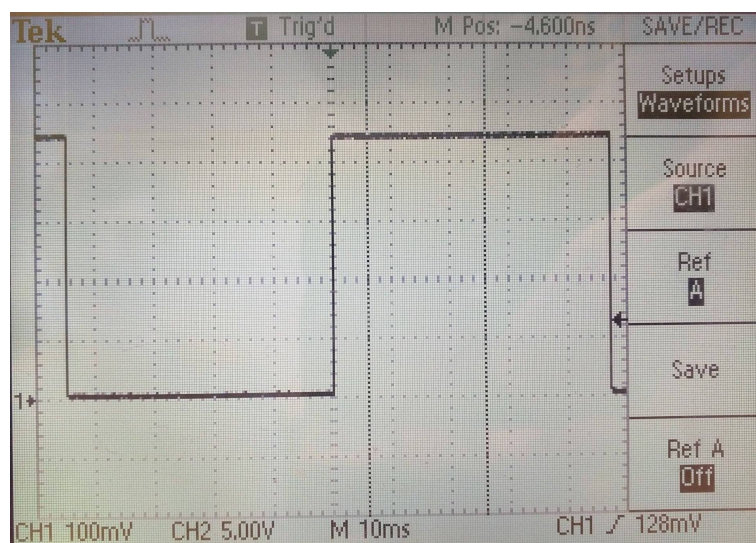 Tek T Trig'd M Pos: -4.600ns SAVE/REC
Setups
Waveforms
Source
CH1
Ref
A
Save
Ref A
Off
1
CH1 100mV CH2 5.00V M 10ms CH1 128mV